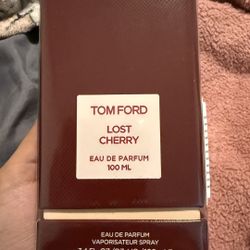 TOM FORD
LOST
CHERRY
EAU DE PARFUM
100 ML
EAU DE PARFUM
VAPORISATEUR SPRAY